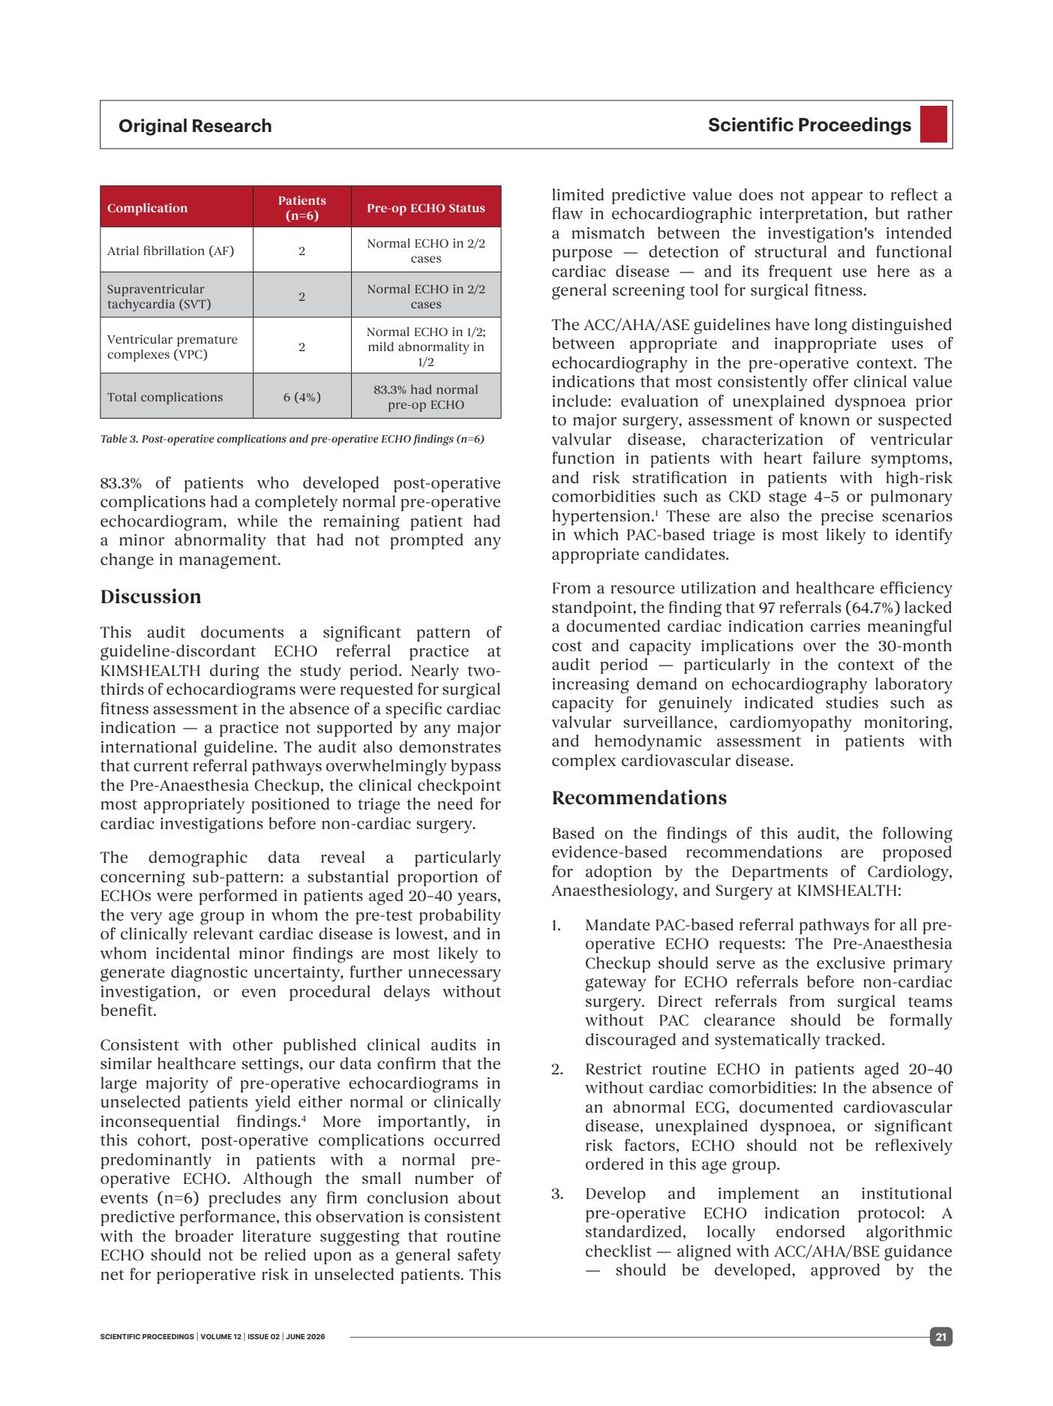 Original Research
Scientific Proceedings
Complication
Patients
(n=6)
Pre-op ECHO Status
Atrial fibrillation (AF)
2
Normal ECHO in 2/2
cases
Supraventricular
tachycardia (SVT)
2
Normal ECHO in 2/2
cases
Ventricular premature
complexes (VPC)
2
Normal ECHO in 1/2;
mild abnormality in
1/2
Total complications
6 (4%)
83.3% had normal
pre-op ECHO
Table 3. Post-operative complications and pre-operative ECHO findings (n=6)
83.3% of patients who developed post-operative
complications had a completely normal pre-operative
echocardiogram, while the remaining patient had
a minor abnormality that had not prompted any
change in management.
Discussion
This audit documents a significant pattern of
guideline-discordant ECHO referral practice at
KIMSHEALTH during the study period. Nearly two-
thirds of echocardiograms were requested for surgical
fitness assessment in the absence of a specific cardiac
indication — a practice not supported by any major
international guideline. The audit also demonstrates
that current referral pathways overwhelmingly bypass
the Pre-Anaesthesia Checkup, the clinical checkpoint
most appropriately positioned to triage the need for
cardiac investigations before non-cardiac surgery.
The demographic data reveal a particularly
concerning sub-pattern: a substantial proportion of
ECHOs were performed in patients aged 20–40 years,
the very age group in whom the pre-test probability
of clinically relevant cardiac disease is lowest, and in
whom incidental minor findings are most likely to
generate diagnostic uncertainty, further unnecessary
investigation, or even procedural delays without
benefit.
Consistent with other published clinical audits in
similar healthcare settings, our data confirm that the
large majority of pre-operative echocardiograms in
unselected patients yield either normal or clinically
inconsequential findings.⁴ More importantly, in
this cohort, post-operative complications occurred
predominantly in patients with a normal pre-
operative ECHO. Although the small number of
events (n=6) precludes any firm conclusion about
predictive performance, this observation is consistent
with the broader literature suggesting that routine
ECHO should not be relied upon as a general safety
net for perioperative risk in unselected patients. This
limited predictive value does not appear to reflect a
flaw in echocardiographic interpretation, but rather
a mismatch between the investigation's intended
purpose — detection of structural and functional
cardiac disease — and its frequent use here as a
general screening tool for surgical fitness.
The ACC/AHA/ASE guidelines have long distinguished
between appropriate and inappropriate uses of
echocardiography in the pre-operative context. The
indications that most consistently offer clinical value
include: evaluation of unexplained dyspnoea prior
to major surgery, assessment of known or suspected
valvular disease, characterization of ventricular
function in patients with heart failure symptoms,
and risk stratification in patients with high-risk
comorbidities such as CKD stage 4–5 or pulmonary
hypertension.¹ These are also the precise scenarios
in which PAC-based triage is most likely to identify
appropriate candidates.
From a resource utilization and healthcare efficiency
standpoint, the finding that 97 referrals (64.7%) lacked
a documented cardiac indication carries meaningful
cost and capacity implications over the 30-month
audit period — particularly in the context of the
increasing demand on echocardiography laboratory
capacity for genuinely indicated studies such as
valvular surveillance, cardiomyopathy monitoring,
and hemodynamic assessment in patients with
complex cardiovascular disease.
Recommendations
Based on the findings of this audit, the following
evidence-based recommendations are proposed
for adoption by the Departments of Cardiology,
Anaesthesiology, and Surgery at KIMSHEALTH:
1. Mandate PAC-based referral pathways for all pre-
operative ECHO requests: The Pre-Anaesthesia
Checkup should serve as the exclusive primary
gateway for ECHO referrals before non-cardiac
surgery. Direct referrals from surgical teams
without PAC clearance should be formally
discouraged and systematically tracked.
2. Restrict routine ECHO in patients aged 20–40
without cardiac comorbidities: In the absence of
an abnormal ECG, documented cardiovascular
disease, unexplained dyspnoea, or significant
risk factors, ECHO should not be reflexively
ordered in this age group.
3. Develop and implement an institutional
pre-operative ECHO indication protocol: A
standardized, locally endorsed algorithmic
checklist — aligned with ACC/AHA/BSE guidance
— should be developed, approved by the
SCIENTIFIC PROCEEDINGS | VOLUME 12 | ISSUE 02 | JUNE 2026
21